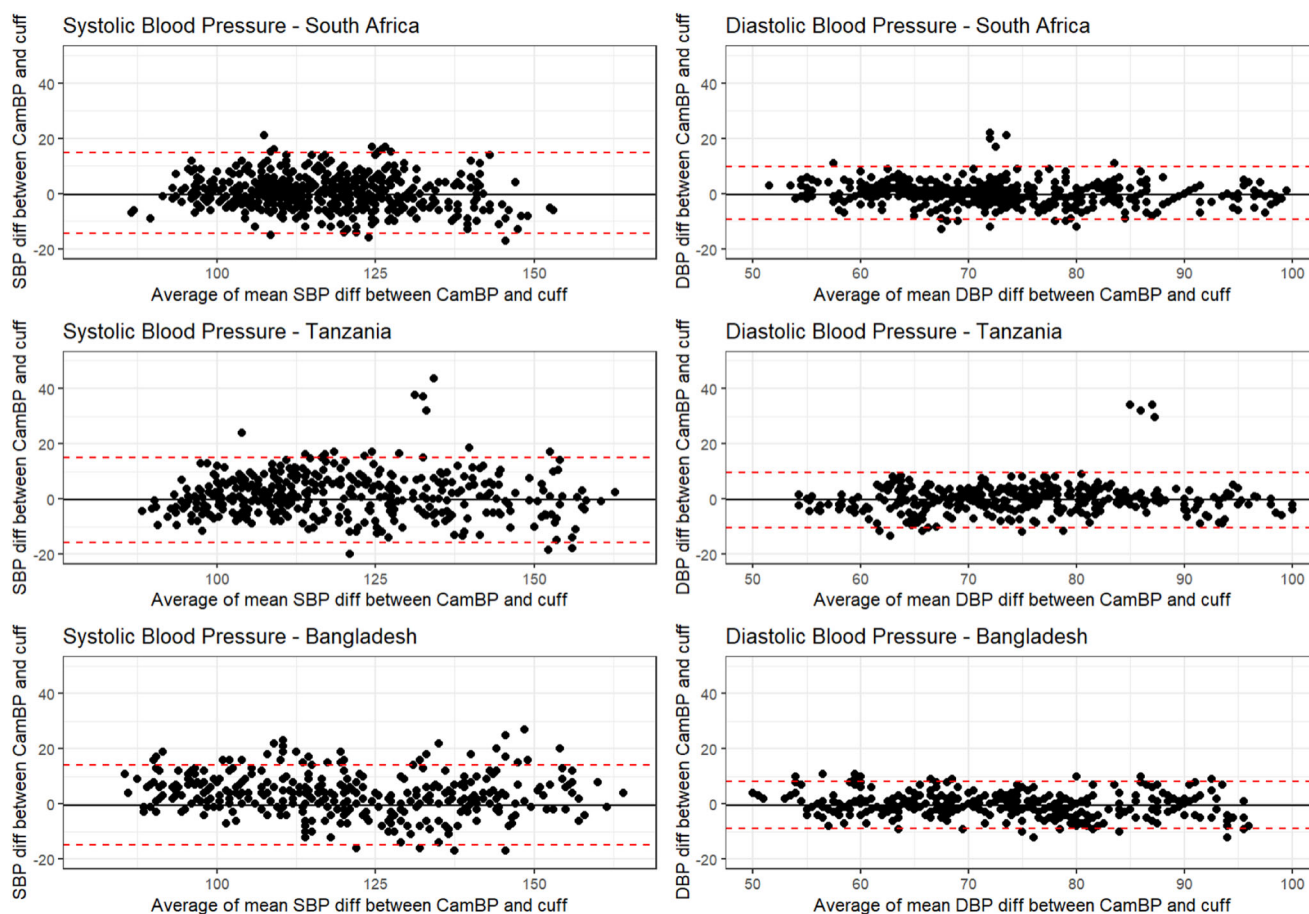 Systolic Blood Pressure - South Africa
SBP diff between CamBP and cuff
40
20
0
-20
100
125
150
Average of mean SBP diff between CamBP and cuff
Diastolic Blood Pressure - South Africa
DBP diff between CamBP and cuff
40
20
0
-20
50
60
70
80
90
100
Average of mean DBP diff between CamBP and cuff
Systolic Blood Pressure - Tanzania
SBP diff between CamBP and cuff
40
20
0
-20
100
125
150
Average of mean SBP diff between CamBP and cuff
Diastolic Blood Pressure - Tanzania
DBP diff between CamBP and cuff
40
20
0
-20
50
60
70
80
90
100
Average of mean DBP diff between CamBP and cuff
Systolic Blood Pressure - Bangladesh
SBP diff between CamBP and cuff
40
20
0
-20
100
125
150
Average of mean SBP diff between CamBP and cuff
Diastolic Blood Pressure - Bangladesh
DBP diff between CamBP and cuff
40
20
0
-20
50
60
70
80
90
100
Average of mean DBP diff between CamBP and cuff